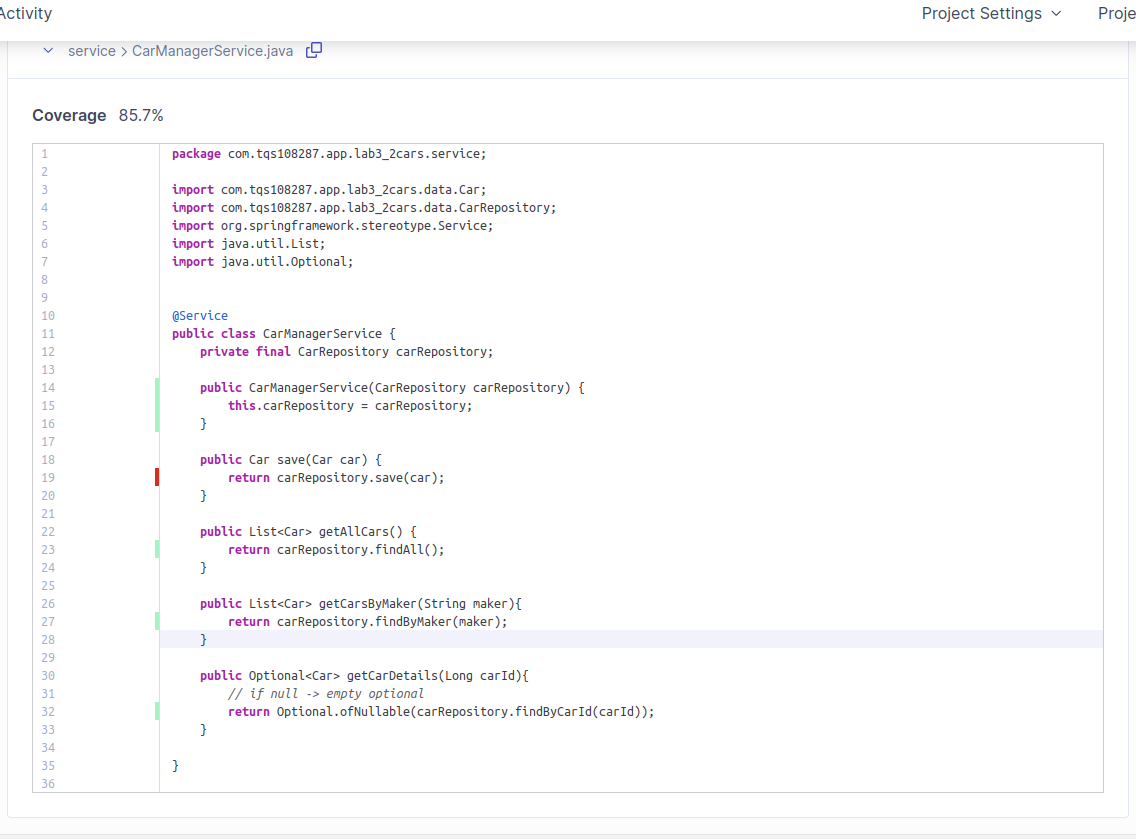 Activity
Project Settings
Proje
service > CarManagerService.java
Coverage 85.7%
1 package com.tqs108287.app.lab3_2cars.service;
2
3 import com.tqs108287.app.lab3_2cars.data.Car;
4 import com.tqs108287.app.lab3_2cars.data.CarRepository;
5 import org.springframework.stereotype.Service;
6 import java.util.List;
7 import java.util.Optional;
8
9
10 @Service
11 public class CarManagerService {
12     private final CarRepository carRepository;
13
14     public CarManagerService(CarRepository carRepository) {
15         this.carRepository = carRepository;
16     }
17
18     public Car save(Car car) {
19         return carRepository.save(car);
20     }
21
22     public List<Car> getAllCars() {
23         return carRepository.findAll();
24     }
25
26     public List<Car> getCarsByMaker(String maker){
27         return carRepository.findByMaker(maker);
28     }
29
30     public Optional<Car> getCarDetails(Long carId){
31         // if null -> empty optional
32         return Optional.ofNullable(carRepository.findByCarId(carId));
33     }
34
35 }
36